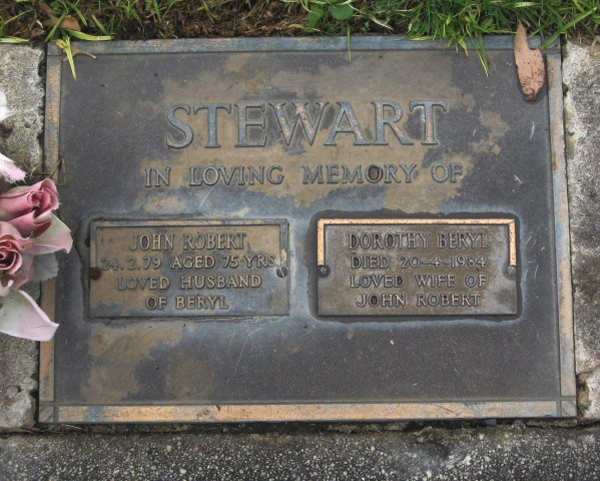 STEWART
IN LOVING MEMORY OF
JOHN ROBERT
24.2.79 AGED 75 YRS
LOVED HUSBAND
OF BERYL
DOROTHY BERYL
DIED 20-4-1984
LOVED WIFE OF
JOHN ROBERT